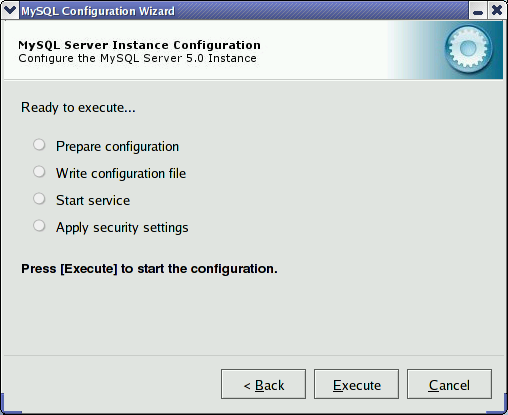 MySQL Configuration Wizard
MySQL Server Instance Configuration
Configure the MySQL Server 5.0 Instance
Ready to execute...
Prepare configuration
Write configuration file
Start service
Apply security settings
Press [Execute] to start the configuration.
< Back Execute Cancel